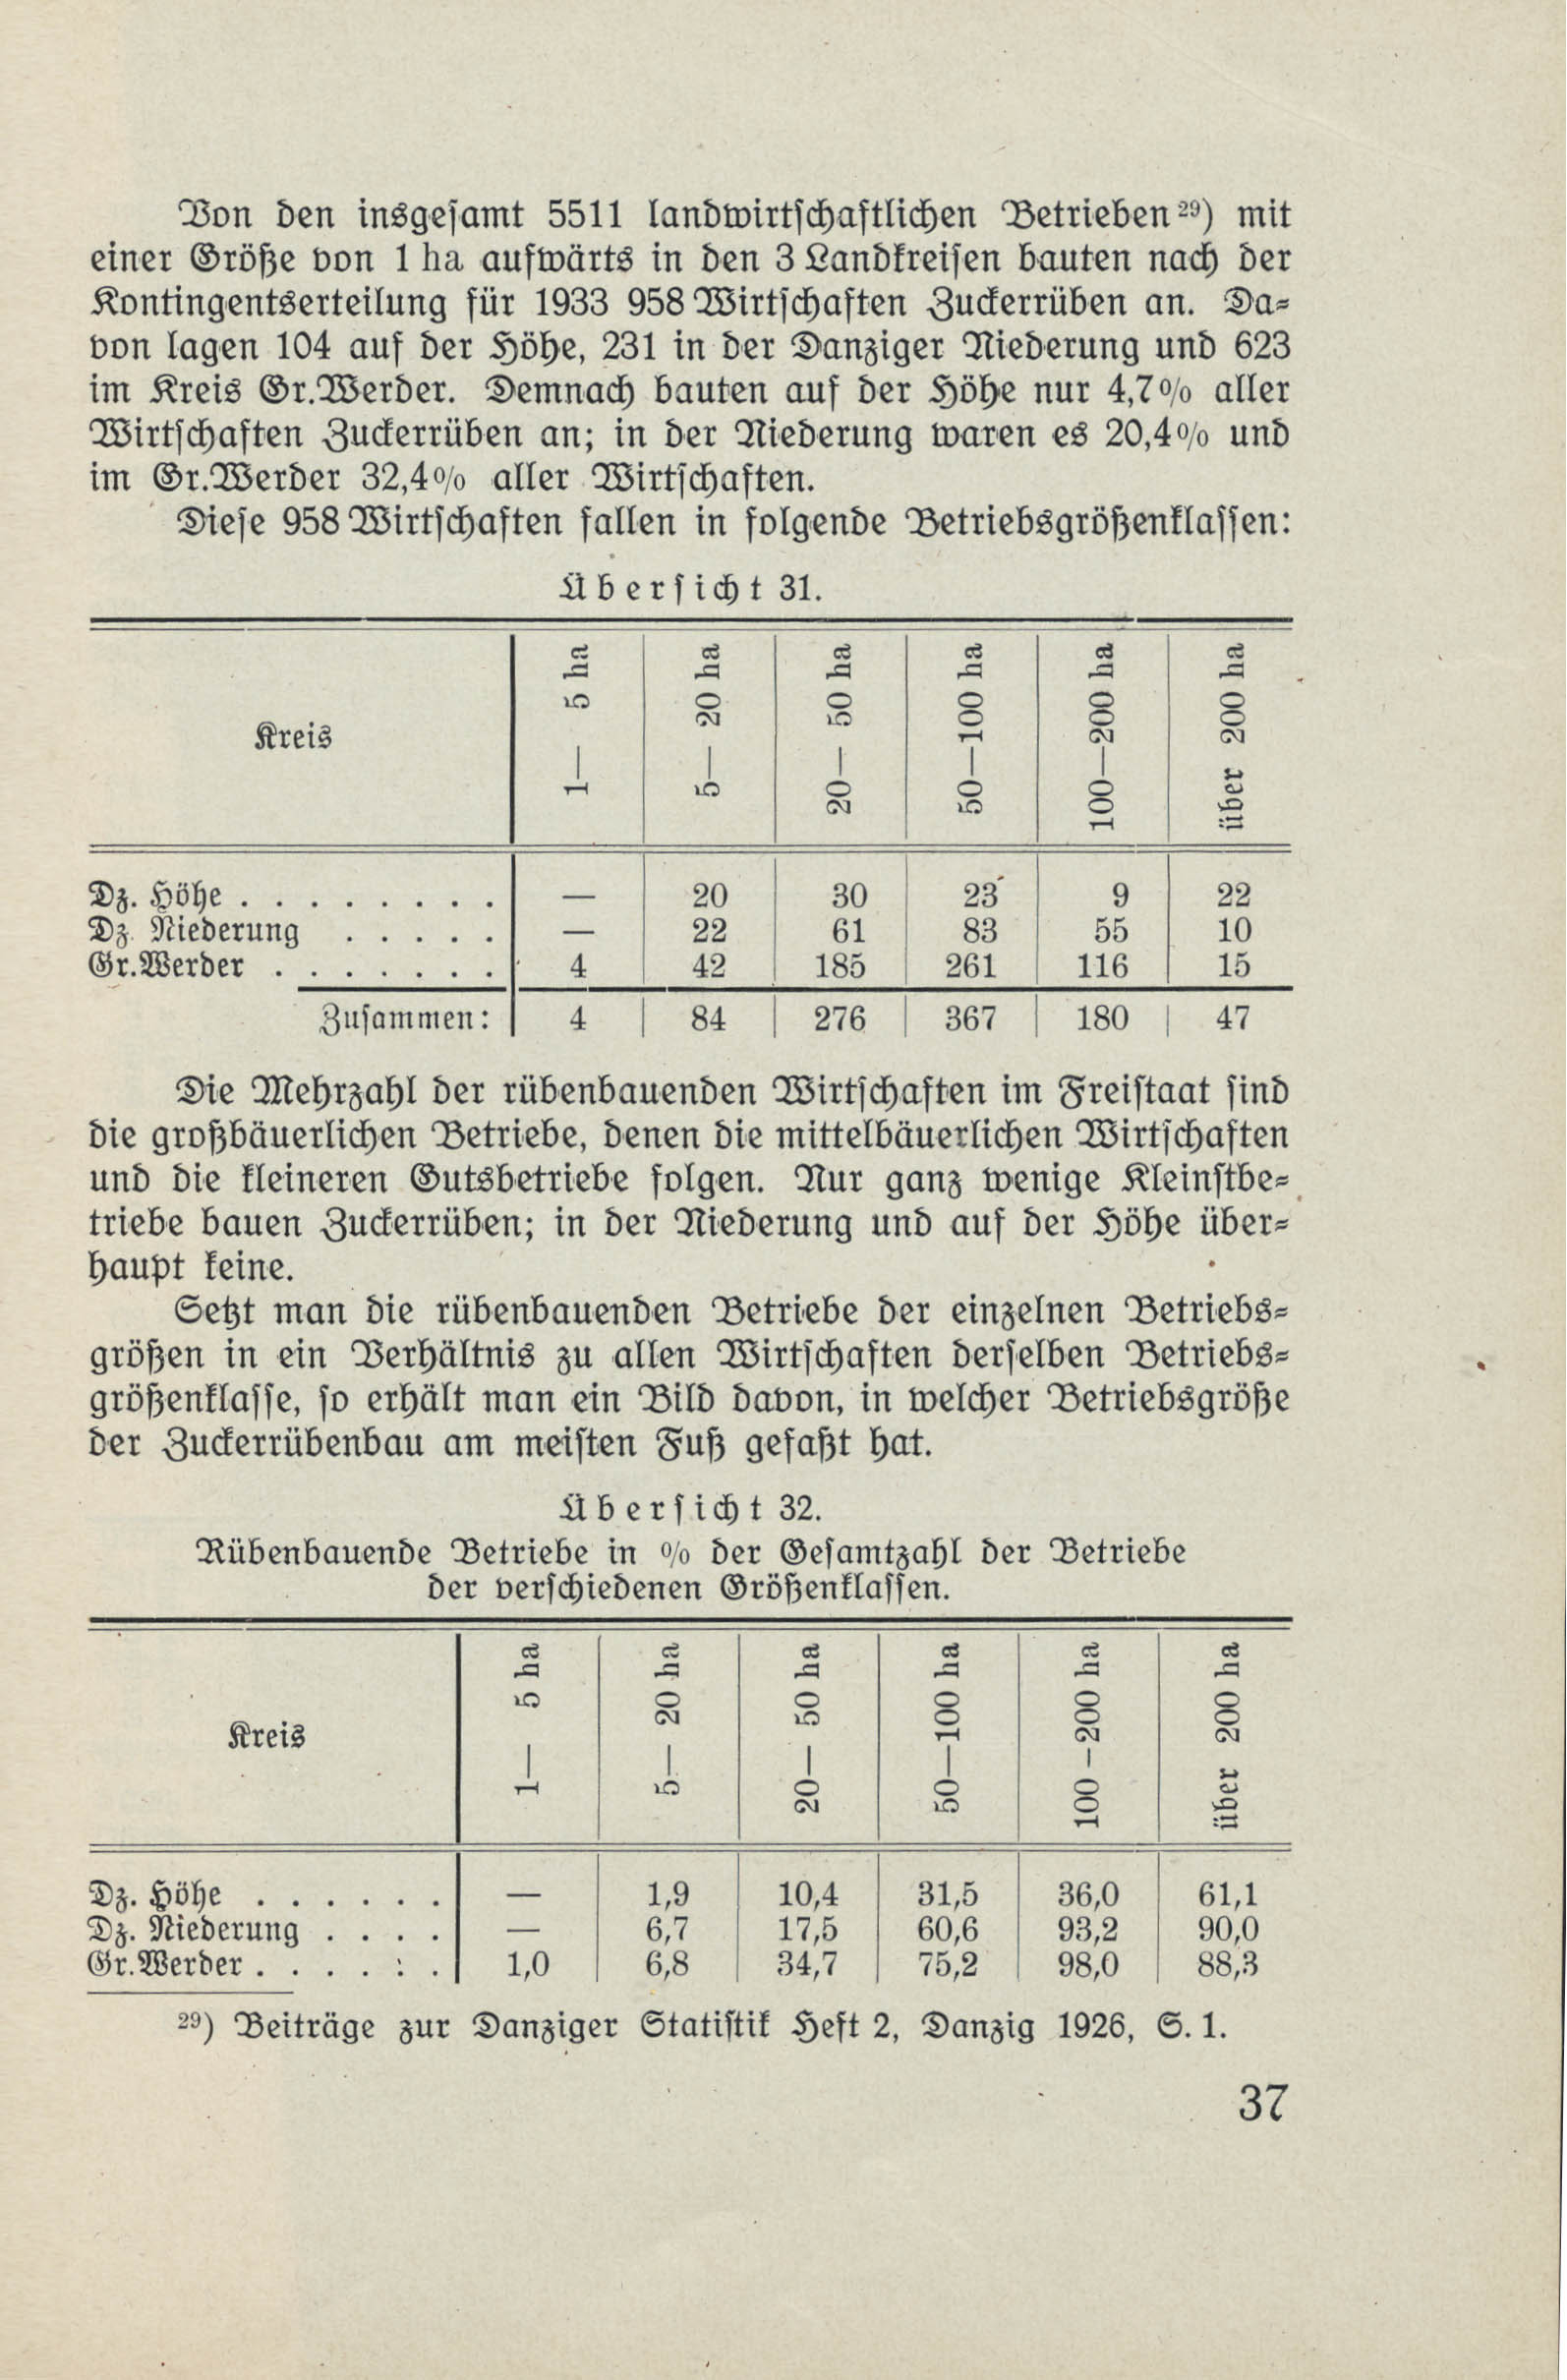 Von den insgesamt 5511 landwirtschaftlichen Betrieben ²⁹) mit
einer Größe von 1 ha aufwärts in den 3 Landkreisen bauten nach der
Kontingentserteilung für 1933 958 Wirtschaften Zuckerrüben an. Da-
von lagen 104 auf der Höhe, 231 in der Danziger Niederung und 623
im Kreis Gr. Werder. Demnach bauten auf der Höhe nur 4,7% aller
Wirtschaften Zuckerrüben an; in der Niederung waren es 20,4% und
im Gr. Werder 32,4% aller Wirtschaften.
Diese 958 Wirtschaften fallen in folgende Betriebsgrößenklassen:
Übersicht 31.
Kreis 1— 5 ha 5— 20 ha 20— 50 ha 50—100 ha 100—200 ha über 200 ha
Dz. Höhe . . . . . . . . — 20 30 23 9 22
Dz. Niederung . . . . . — 22 61 83 55 10
Gr. Werder . . . . . . . 4 42 185 261 116 15
Zusammen: 4 84 276 367 180 47
Die Mehrzahl der rübenbauenden Wirtschaften im Freistaat sind
die großbäuerlichen Betriebe, denen die mittelbäuerlichen Wirtschaften
und die kleineren Gutsbetriebe folgen. Nur ganz wenige Kleinstbe-
triebe bauen Zuckerrüben; in der Niederung und auf der Höhe über-
haupt keine.
Setzt man die rübenbauenden Betriebe der einzelnen Betriebs-
größen in ein Verhältnis zu allen Wirtschaften derselben Betriebs-
größenklasse, so erhält man ein Bild davon, in welcher Betriebsgröße
der Zuckerrübenbau am meisten Fuß gefaßt hat.
Übersicht 32.
Rübenbauende Betriebe in % der Gesamtzahl der Betriebe
der verschiedenen Größenklassen.
Kreis 1— 5 ha 5— 20 ha 20— 50 ha 50—100 ha 100—200 ha über 200 ha
Dz. Höhe . . . . . . — 1,9 10,4 31,5 36,0 61,1
Dz. Niederung . . . . — 6,7 17,5 60,6 93,2 90,0
Gr. Werder . . . . : . 1,0 6,8 34,7 75,2 98,0 88,3
²⁹) Beiträge zur Danziger Statistik Heft 2, Danzig 1926, S. 1.
37